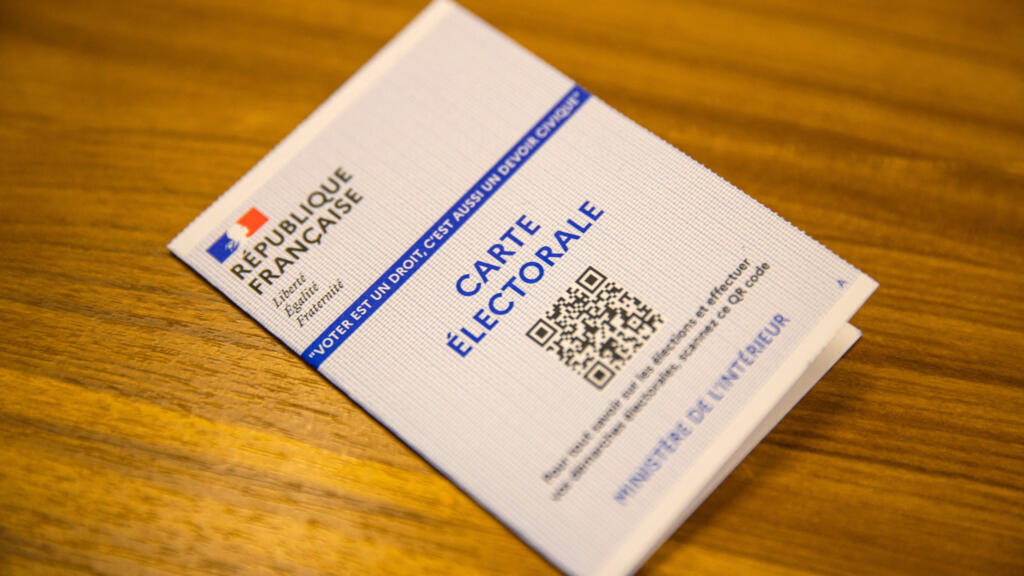 RÉPUBLIQUE
FRANÇAISE
Liberté
Égalité
Fraternité
"VOTER EST UN DROIT, C'EST AUSSI UN DEVOIR CIVIQUE"
CARTE
ÉLECTORALE
Pour tout savoir sur les élections et effectuer
vos démarches électorales, scannez ce QR code
MINISTÈRE DE L'INTÉRIEUR
A